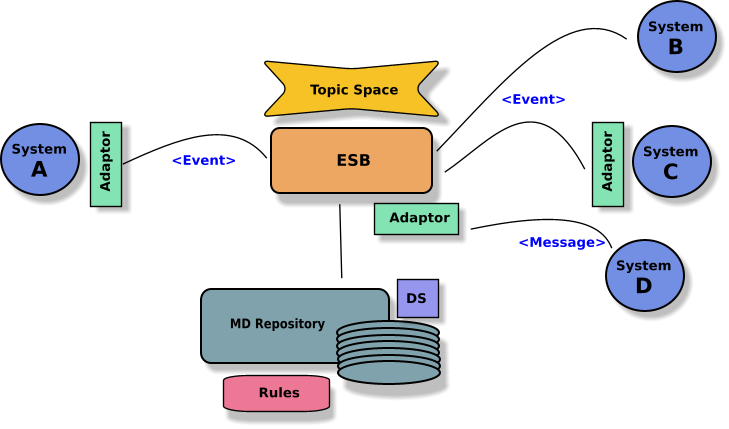 System
B
Topic Space
<Event>
System
A
Adaptor
<Event>
ESB
Adaptor
System
C
Adaptor
<Message>
System
D
DS
MD Repository
Rules